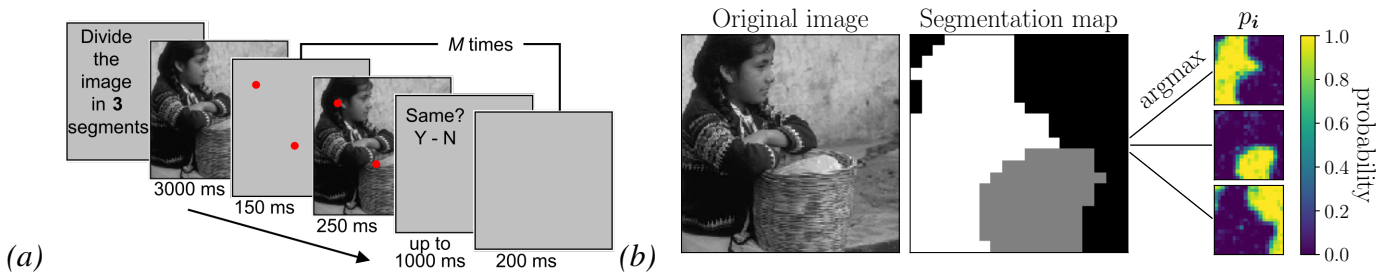 Divide
the
image
in 3
segments
3000 ms
150 ms
250 ms
M times
Same?
Y - N
up to
1000 ms
200 ms
(a)
(b)
Original image
Segmentation map
argmax
p_i
1.0
0.8
0.6
0.4
0.2
0.0
probability